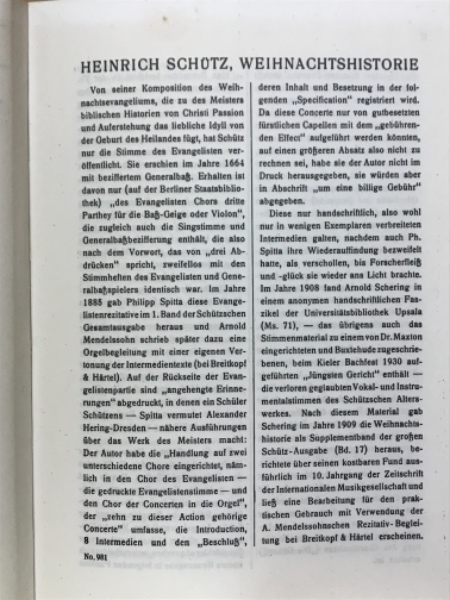 HEINRICH SCHÜTZ, WEIHNACHTSHISTORIE
Von seiner Komposition des Weih-
nachtsevangeliums, die zu des Meisters
biblischen Historien von Christi Passion
und Auferstehung das liebliche Idyll von
der Geburt des Heilandes fügt, hat Schütz
nur die Stimme des Evangelisten ver-
öffentlicht. Sie erschien im Jahre 1664
mit beziffertem Generalbaß. Erhalten ist
davon nur (auf der Berliner Staatsbiblio-
thek) „des Evangelisten Chors dritte
Parthey für die Baß-Geige oder Violon",
die zugleich auch die Singstimme und
Generalbaßbezifferung enthält, die also
nach dem Vorwort, das von „drei Ab-
drücken" spricht, zweifellos mit den
Stimmheften des Evangelisten und Gene-
ralbaßspielers identisch war. Im Jahre
1885 gab Philipp Spitta diese Evange-
listenrezitative im 1. Band der Schützschen
Gesamtausgabe heraus und Arnold
Mendelssohn schrieb später dazu eine
Orgelbegleitung mit einer eigenen Ver-
tonung der Intermedientexte (bei Breitkopf
& Härtel). Auf der Rückseite der Evan-
gelistenpartie sind „angehengte Erinne-
rungen" abgedruckt, in denen ein Schüler
Schützens — Spitta vermutet Alexander
Hering-Dresden — nähere Ausführungen
über das Werk des Meisters macht:
Der Autor habe die „Handlung auf zwei
unterschiedene Chore eingerichtet, näm-
lich in den Chor des Evangelisten —
die gedruckte Evangelistenstimme — und
den Chor der Concerten in die Orgel",
der „zehn zu dieser Action gehörige
Concerte" umfasse, die Introduction,
8 Intermedien und den „Beschluß",
No. 981
deren Inhalt und Besetzung in der fol-
genden „Specification" registriert wird.
Da diese Concerte nur von gutbesetzten
fürstlichen Capellen mit dem „gebühren-
den Effect" aufgeführt werden könnten,
auf einen größeren Absatz also nicht zu
rechnen sei, habe sie der Autor nicht im
Druck herausgegeben, sie würden aber
in Abschrift „um eine billige Gebühr"
abgegeben.
Diese nur handschriftlich, also wohl
nur in wenigen Exemplaren verbreiteten
Intermedien galten, nachdem auch Ph.
Spitta ihre Wiederauffindung bezweifelt
hatte, als verschollen, bis Forscherfleiß
und -glück sie wieder ans Licht brachte.
Im Jahre 1908 fand Arnold Schering in
einem anonymen handschriftlichen Fas-
zikel der Universitätsbibliothek Upsala
(Ms. 71), — das übrigens auch das
Stimmenmaterial zu einem von Dr. Maxton
eingerichteten und Buxtehude zugeschrie-
benen, beim Kieler Bachfest 1930 auf-
geführten „Jüngsten Gericht" enthält —
die verloren geglaubten Vokal- und Instru-
mentalstimmen des Schützschen Alters-
werkes. Nach diesem Material gab
Schering im Jahre 1909 die Weihnachts-
historie als Supplementband der großen
Schütz-Ausgabe (Bd. 17) heraus, be-
richtete über seinen kostbaren Fund aus-
führlich im 10. Jahrgang der Zeitschrift
der Internationalen Musikgesellschaft und
ließ eine Bearbeitung für den prak-
tischen Gebrauch mit Verwendung der
A. Mendelssohnschen Rezitativ-Beglei-
tung bei Breitkopf & Härtel erscheinen.